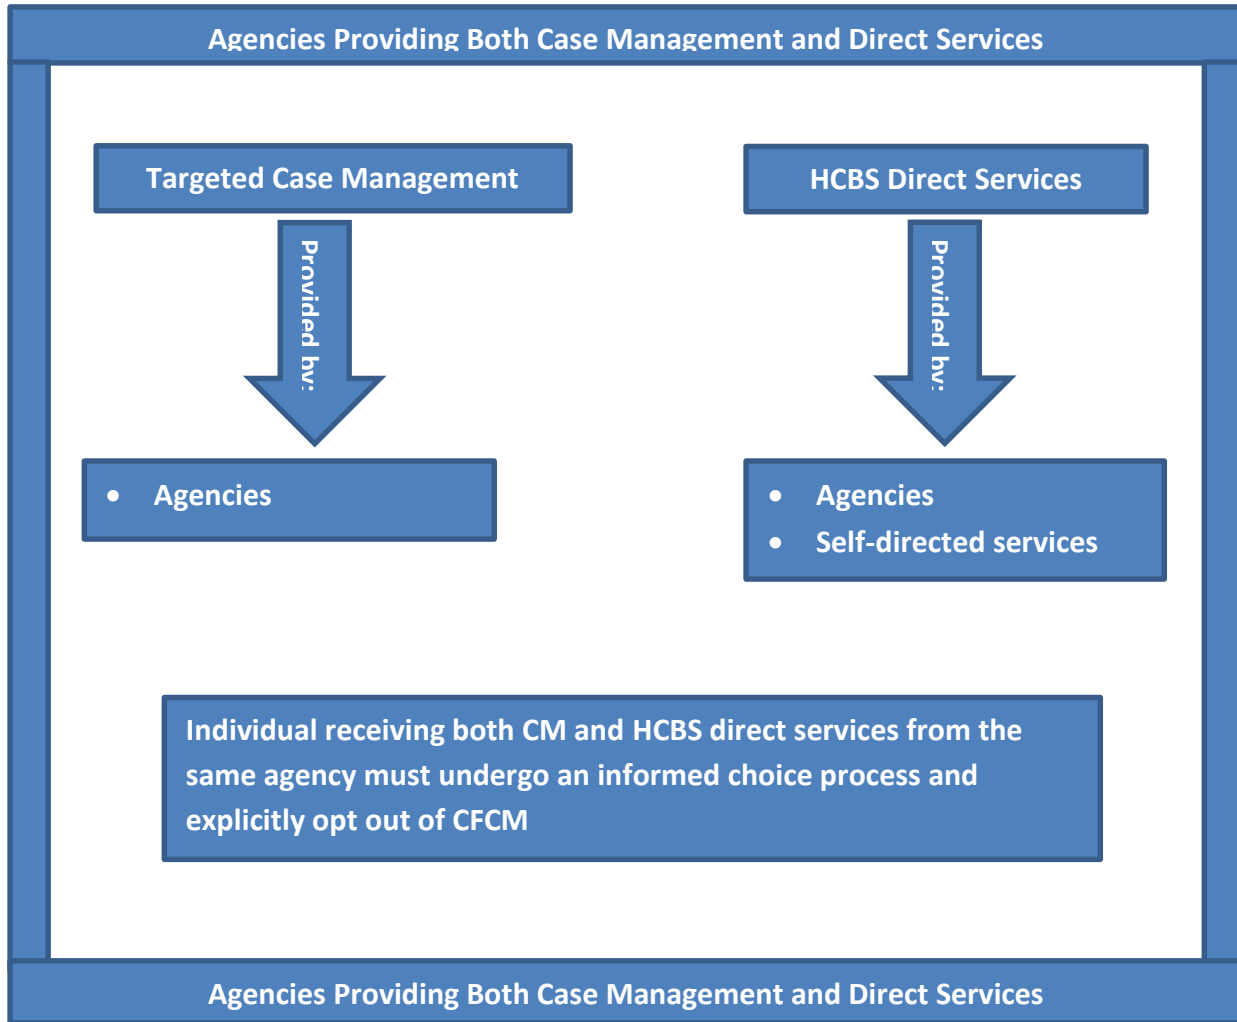 Agencies Providing Both Case Management and Direct Services
Targeted Case Management
HCBS Direct Services
Provided by:
Provided by:
• Agencies
• Agencies
• Self-directed services
Individual receiving both CM and HCBS direct services from the
same agency must undergo an informed choice process and
explicitly opt out of CFCM
Agencies Providing Both Case Management and Direct Services